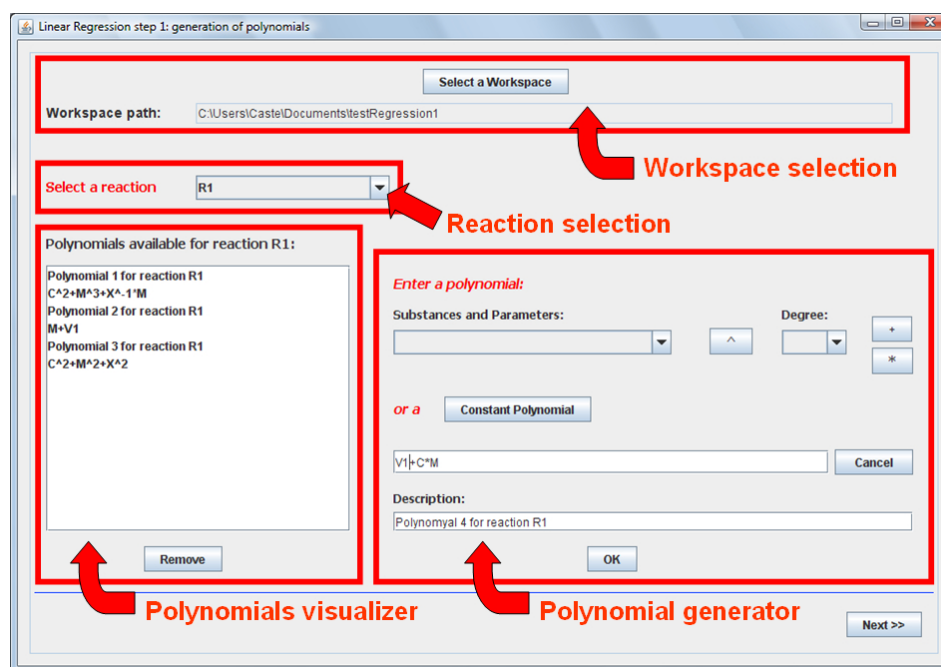 Linear Regression step 1: generation of polynomials
Select a Workspace
Workspace path:
C:\Users\Caste\Documents\testRegression1
Workspace selection
Select a reaction
R1
Reaction selection
Polynomials available for reaction R1:
Polynomial 1 for reaction R1
C^2+M^3+X^-1*M
Polynomial 2 for reaction R1
M+V1
Polynomial 3 for reaction R1
C^2+M^2+X^2
Remove
Polynomials visualizer
Enter a polynomial:
Substances and Parameters:
Degree:
^
+
*
or a
Constant Polynomial
V1+C*M
Cancel
Description:
Polynomyal 4 for reaction R1
OK
Polynomial generator
Next >>